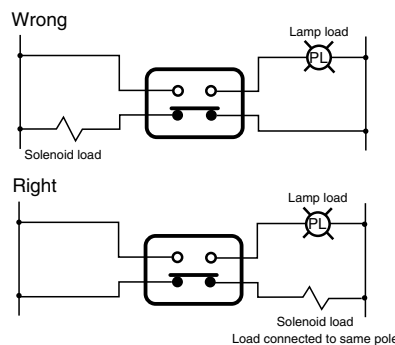 Wrong
Lamp load
PL
Solenoid load
Right
Lamp load
PL
Solenoid load
Load connected to same pole